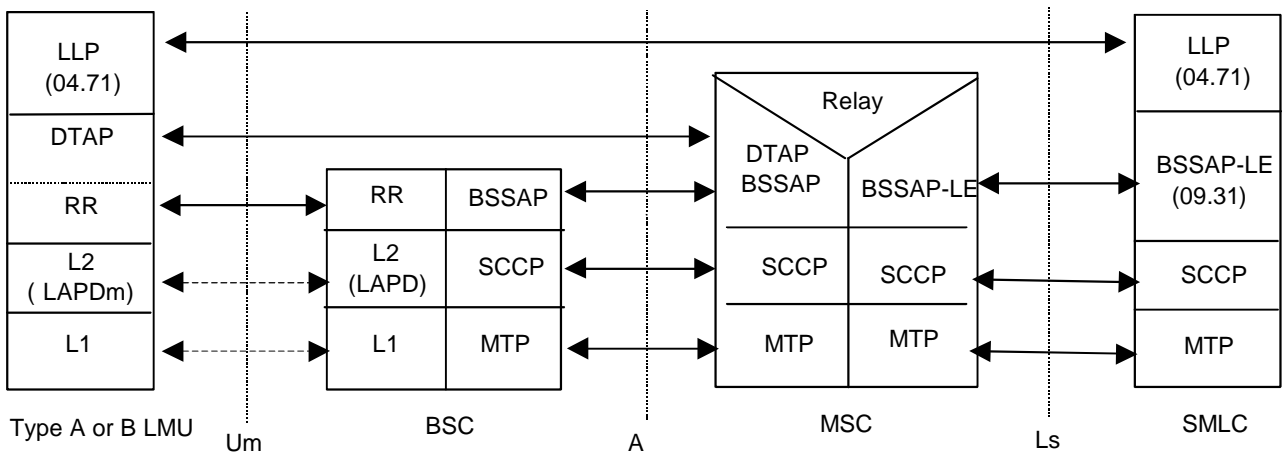 LLP
(04.71)
DTAP
RR
L2
( LAPDm)
L1
Type A or B LMU
Um
RR
BSSAP
L2
(LAPD)
SCCP
L1
MTP
BSC
A
Relay
DTAP
BSSAP
BSSAP-LE
SCCP
SCCP
MTP
MTP
MSC
Ls
LLP
(04.71)
BSSAP-LE
(09.31)
SCCP
MTP
SMLC